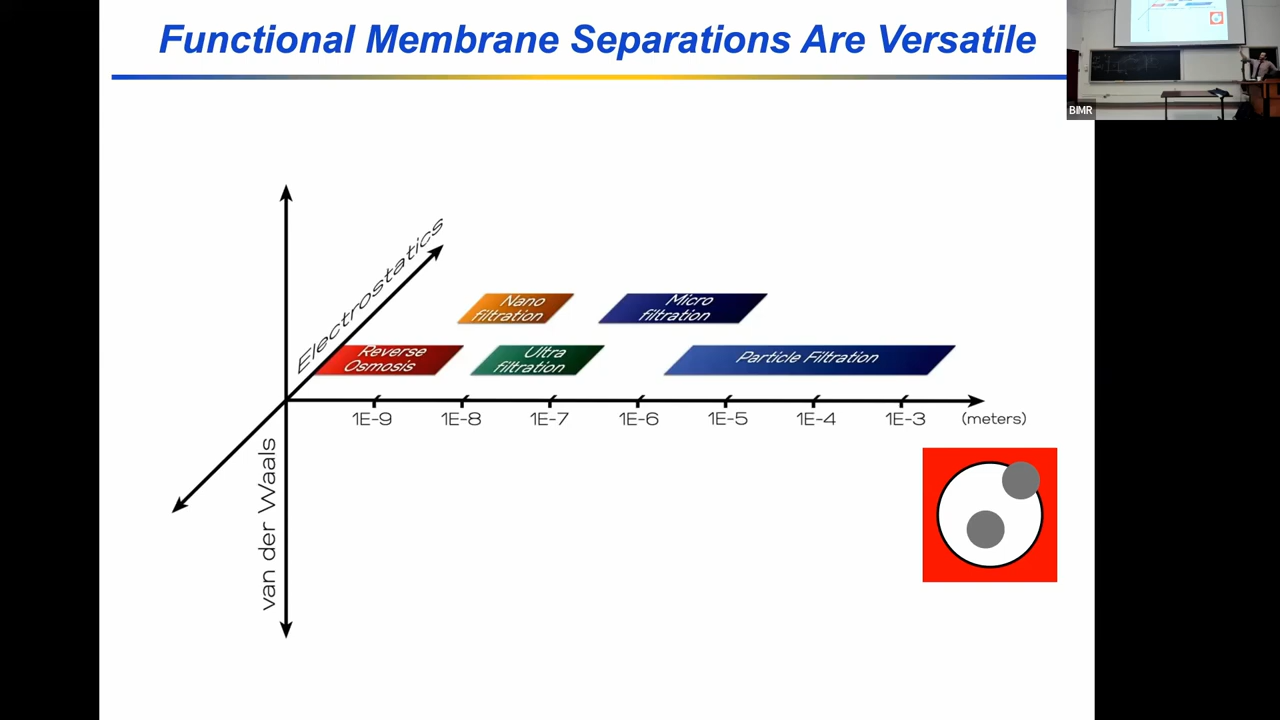 Functional Membrane Separations Are Versatile
BIMR
Electrostatics
Nano
filtration
Micro
filtration
Reverse
Osmosis
Ultra
filtration
Particle Filtration
1E-9
1E-8
1E-7
1E-6
1E-5
1E-4
1E-3
(meters)
van der Waals